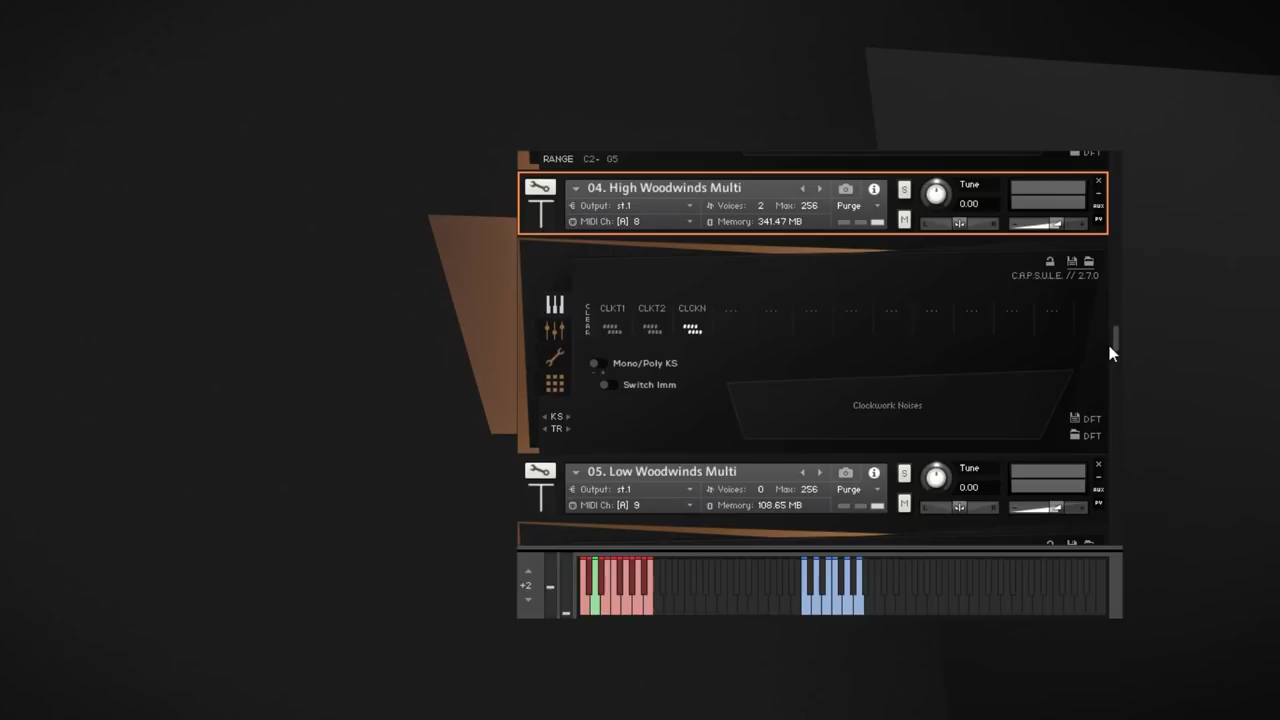 RANGE C2- G5
DFT
04. High Woodwinds Multi
Output: st.1 Voices: 2 Max: 256 Purge
MIDI Ch: [A] 8 Memory: 341.47 MB
S
M
Tune
0.00
L R
AUX
PV
C.A.P.S.U.L.E. // 2.7.0
CLEAR
CLKT1 CLKT2 CLCKN ... ... ... ... ... ... ... ... ...
Mono/Poly KS
Switch Imm
Clockwork Noises
KS
TR
DFT
DFT
05. Low Woodwinds Multi
Output: st.1 Voices: 0 Max: 256 Purge
MIDI Ch: [A] 9 Memory: 108.65 MB
S
M
Tune
0.00
L R
AUX
PV
+2